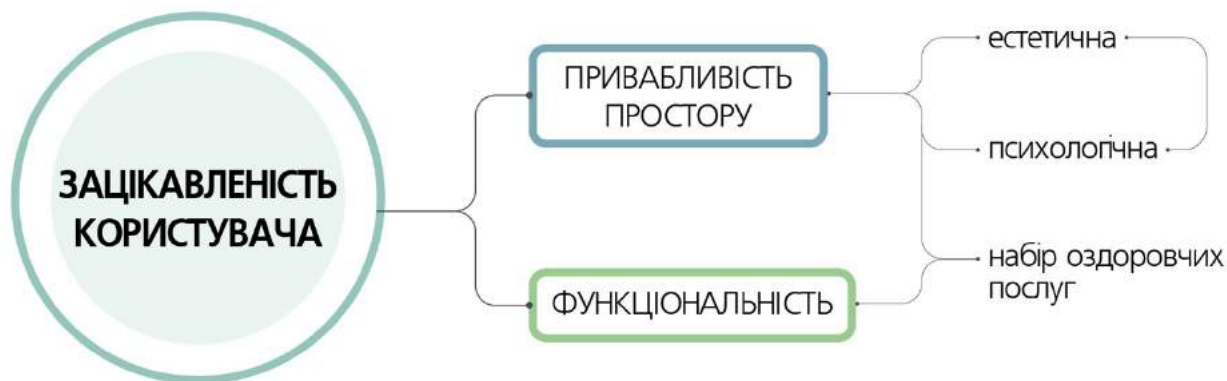 ЗАЦІКАВЛЕНІСТЬ
КОРИСТУВАЧА
ПРИВАБЛИВІСТЬ
ПРОСТОРУ
ФУНКЦІОНАЛЬНІСТЬ
естетична
психологічна
набір оздоровчих
послуг